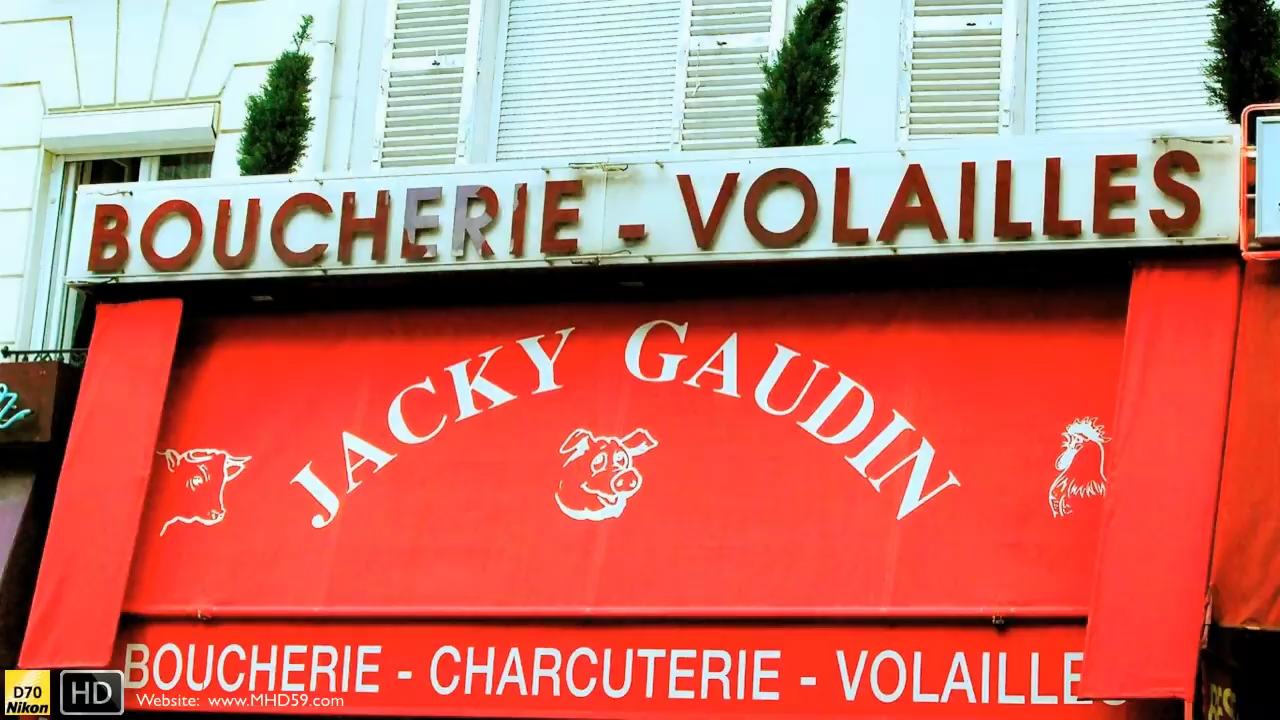 BOUCHERIE - VOLAILLES
JACKY GAUDIN
BOUCHERIE - CHARCUTERIE - VOLAILLES
D70
Nikon
HD
Website: www.MHD59.com